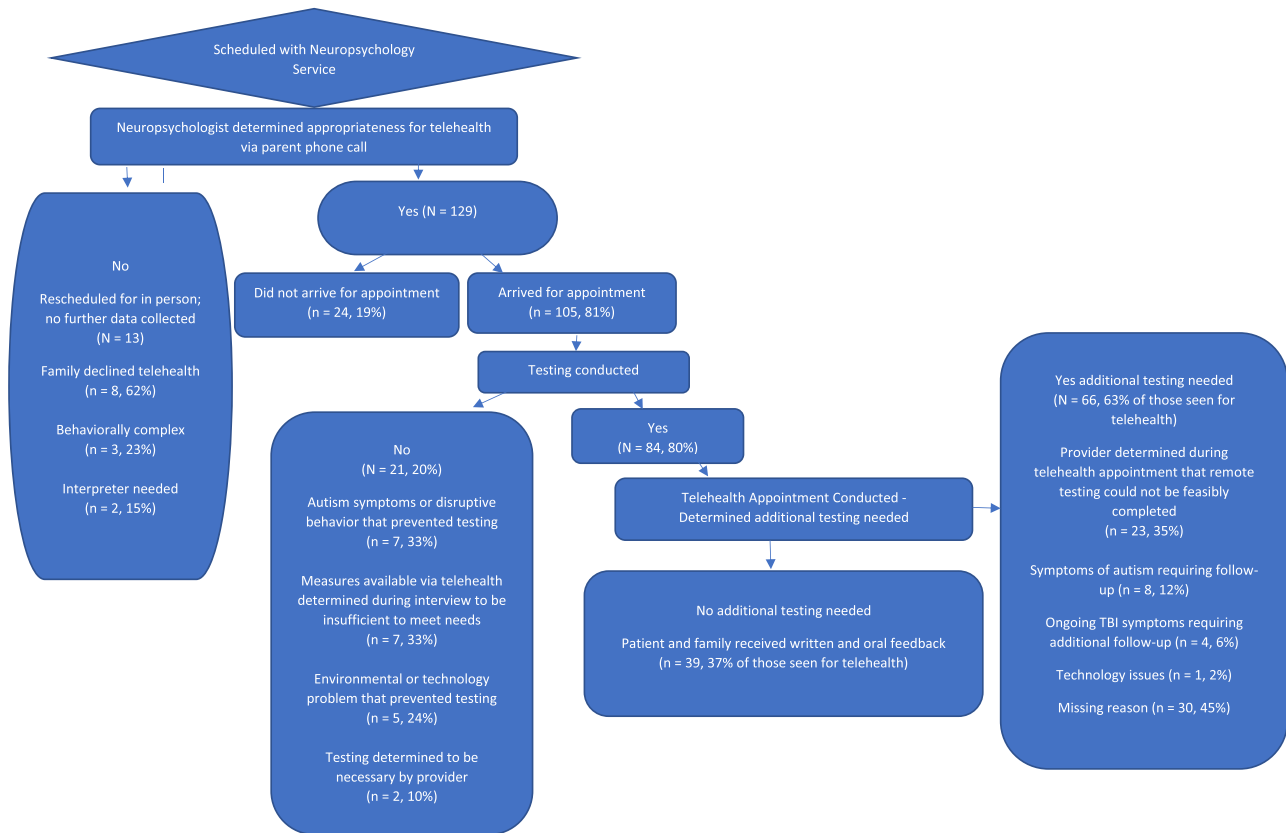 Scheduled with Neuropsychology
Service
Neuropsychologist determined appropriateness for telehealth
via parent phone call
No
Rescheduled for in person;
no further data collected
(N = 13)
Family declined telehealth
(n = 8, 62%)
Behaviorally complex
(n = 3, 23%)
Interpreter needed
(n = 2, 15%)
Yes (N = 129)
Did not arrive for appointment
(n = 24, 19%)
Arrived for appointment
(n = 105, 81%)
Testing conducted
No
(N = 21, 20%)
Autism symptoms or disruptive
behavior that prevented testing
(n = 7, 33%)
Measures available via telehealth
determined during interview to be
insufficient to meet needs
(n = 7, 33%)
Environmental or technology
problem that prevented testing
(n = 5, 24%)
Testing determined to be
necessary by provider
(n = 2, 10%)
Yes
(N = 84, 80%)
Telehealth Appointment Conducted -
Determined additional testing needed
No additional testing needed
Patient and family received written and oral feedback
(n = 39, 37% of those seen for telehealth)
Yes additional testing needed
(N = 66, 63% of those seen for
telehealth)
Provider determined during
telehealth appointment that remote
testing could not be feasibly
completed
(n = 23, 35%)
Symptoms of autism requiring follow-
up (n = 8, 12%)
Ongoing TBI symptoms requiring
additional follow-up (n = 4, 6%)
Technology issues (n = 1, 2%)
Missing reason (n = 30, 45%)